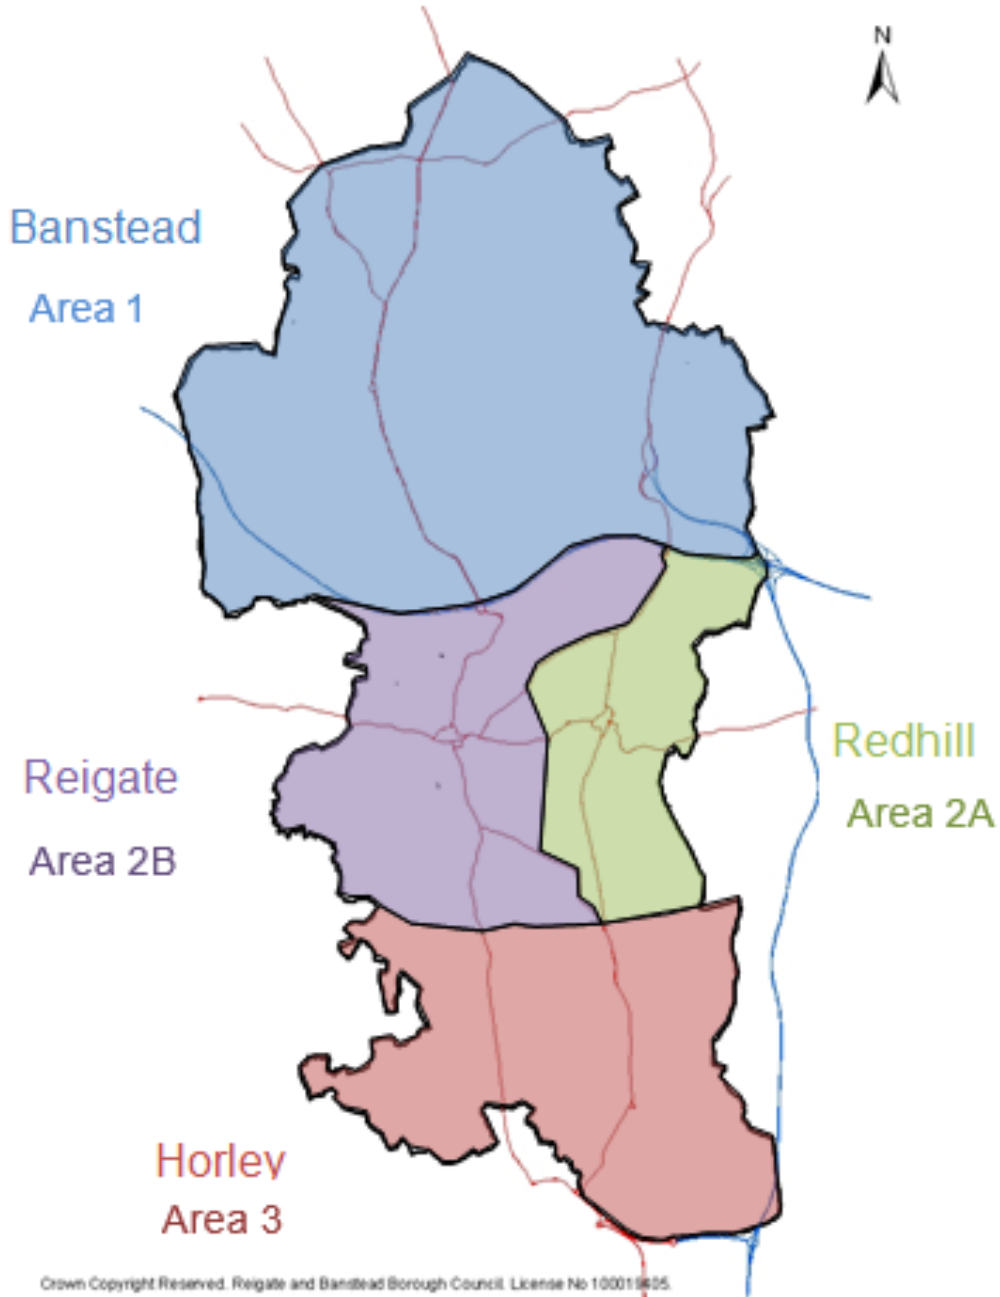 N
Banstead
Area 1
Redhill
Area 2A
Reigate
Area 2B
Horley
Area 3
Crown Copyright Reserved. Reigate and Banstead Borough Council. License No 100019405.